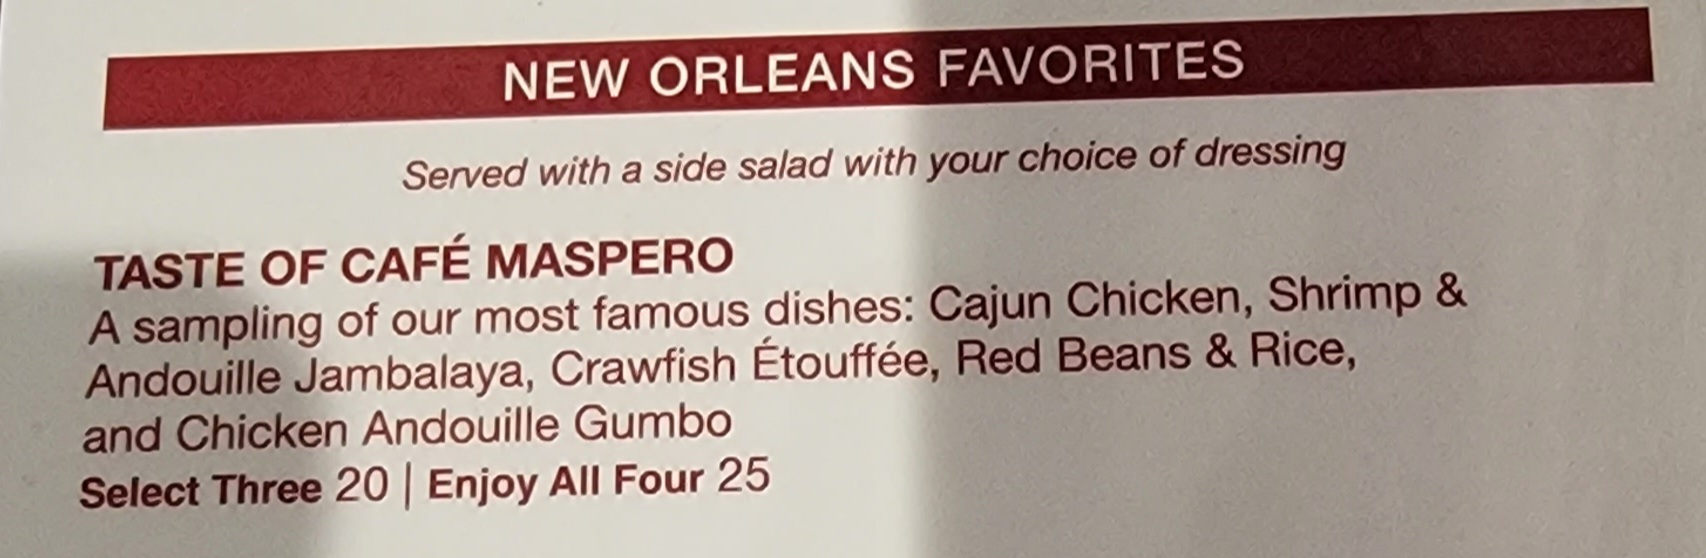 NEW ORLEANS FAVORITES
Served with a side salad with your choice of dressing
TASTE OF CAFÉ MASPERO
A sampling of our most famous dishes: Cajun Chicken, Shrimp &
Andouille Jambalaya, Crawfish Étouffée, Red Beans & Rice,
and Chicken Andouille Gumbo
Select Three 20 | Enjoy All Four 25